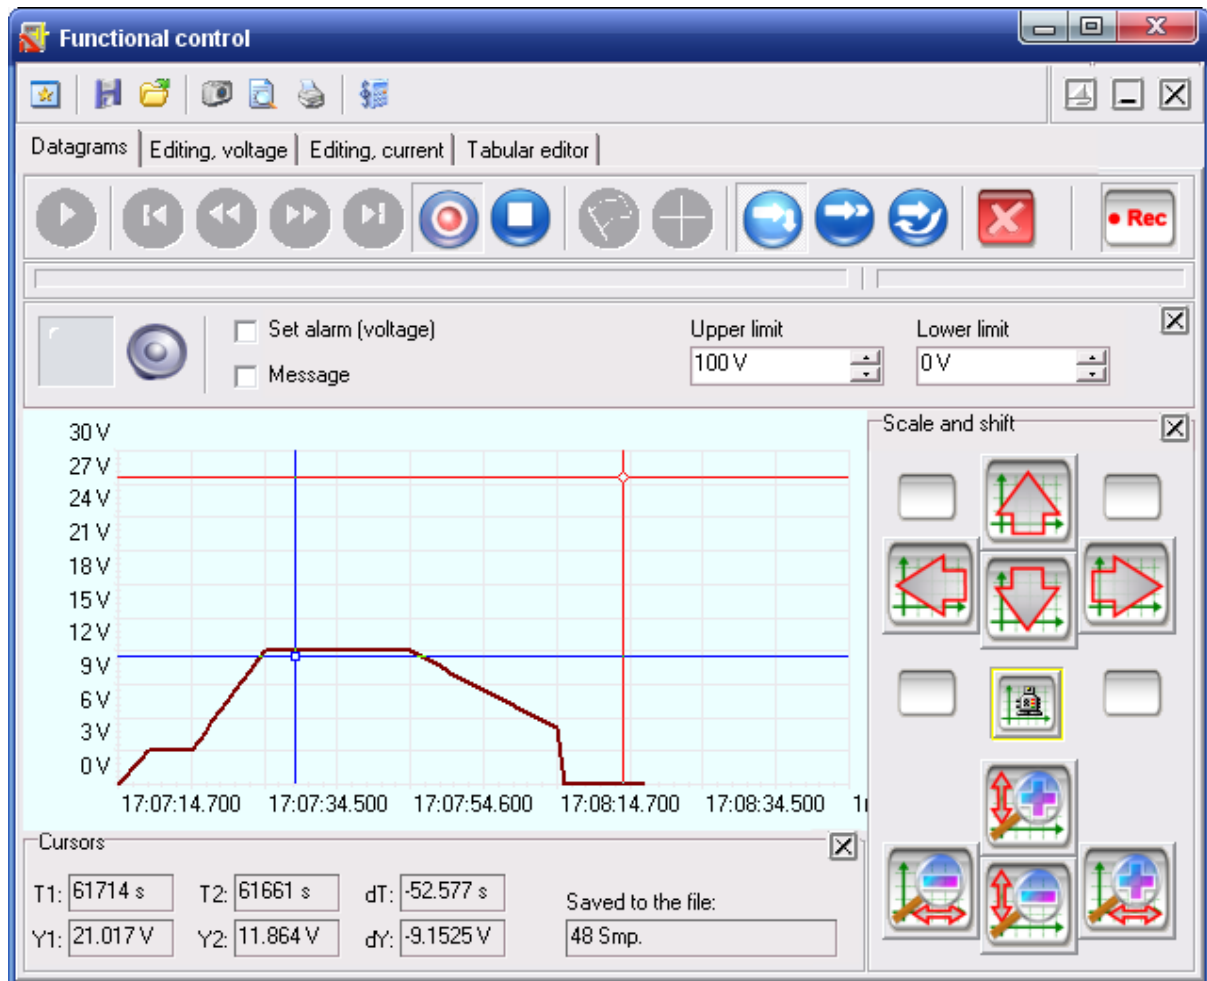 Functional control
Datagrams Editing, voltage Editing, current Tabular editor
Rec
Set alarm (voltage) Upper limit Lower limit
100 V 0 V
Message
30 V
27 V
24 V
21 V
18 V
15 V
12 V
9 V
6 V
3 V
0 V
17:07:14.700 17:07:34.500 17:07:54.600 17:08:14.700 17:08:34.500
Scale and shift
Cursors
T1: 61714 s T2: 61661 s dT: -52.577 s Saved to the file:
Y1: 21.017 V Y2: 11.864 V dY: -9.1525 V 48 Smp.